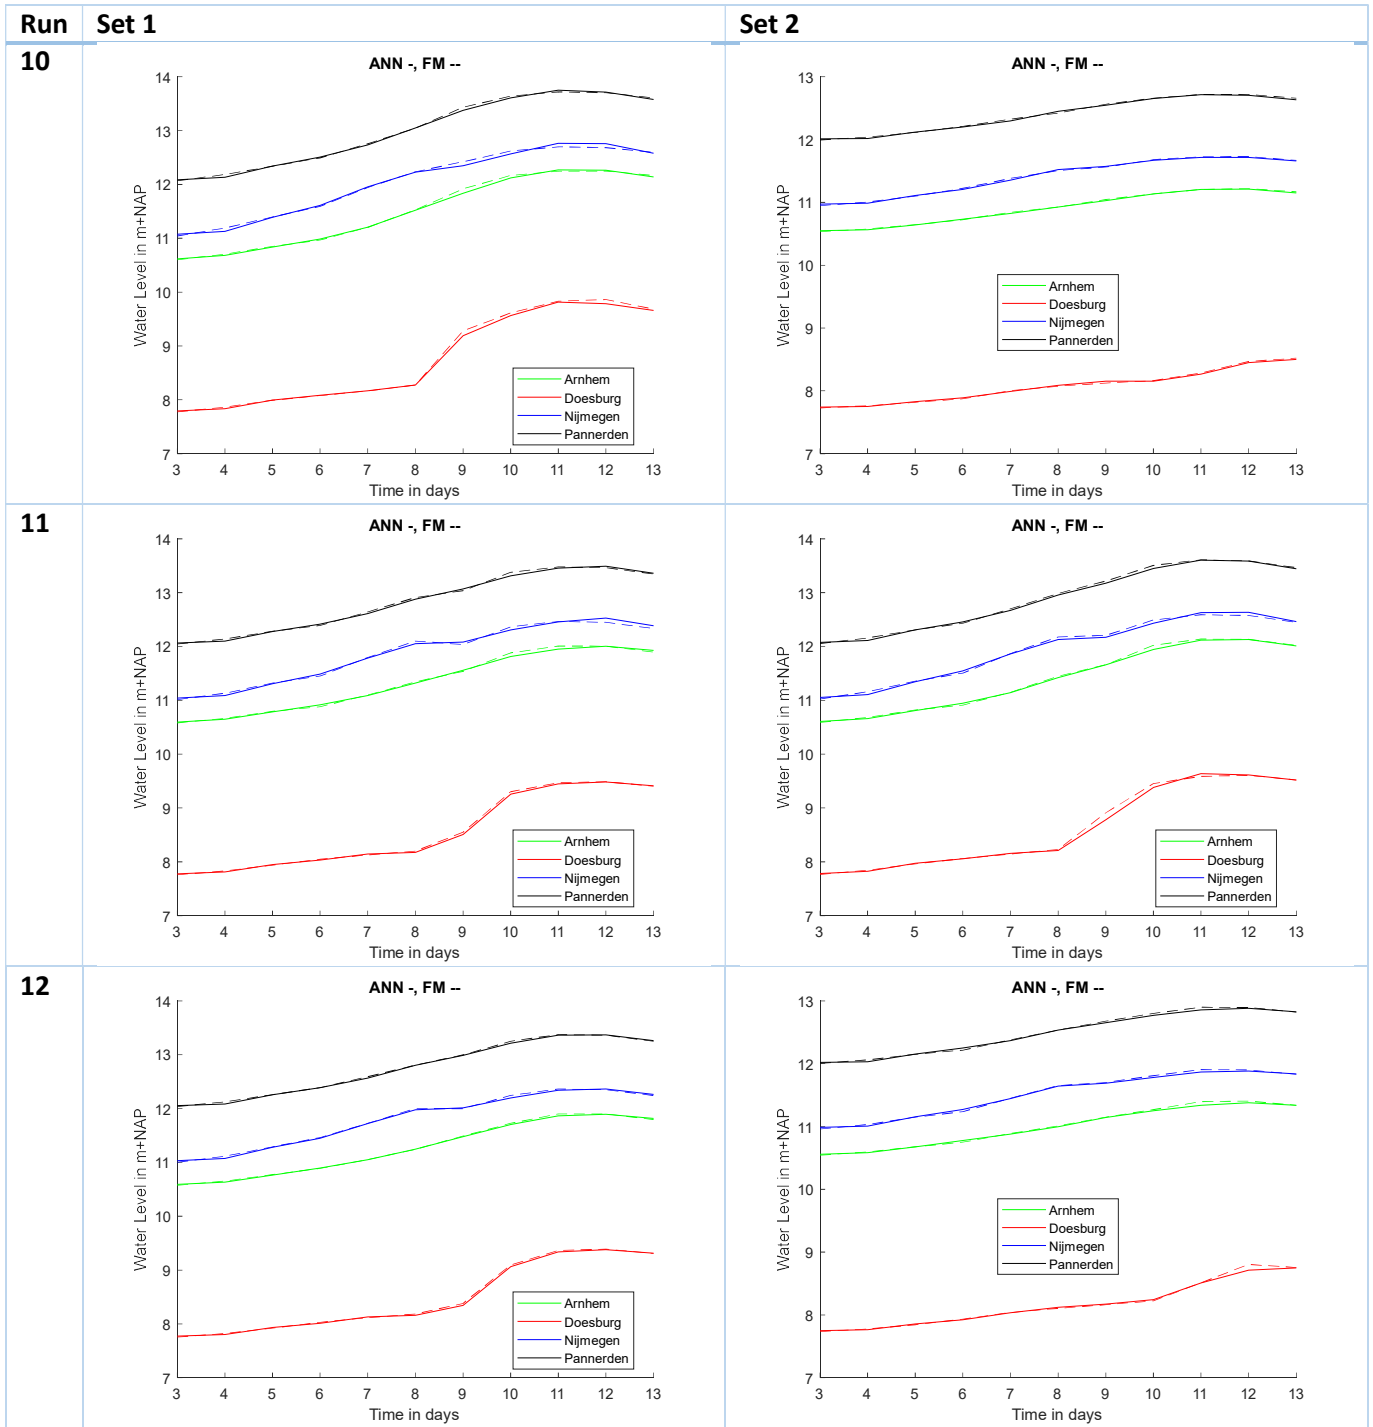 Run Set 1 Set 2
10
ANN -, FM --
14
13
12
11
10
9
8
7
Water Level in m+NAP
Arnhem
Doesburg
Nijmegen
Pannerden
3 4 5 6 7 8 9 10 11 12 13
Time in days
ANN -, FM --
13
12
11
10
9
8
7
Water Level in m+NAP
Arnhem
Doesburg
Nijmegen
Pannerden
3 4 5 6 7 8 9 10 11 12 13
Time in days
11
ANN -, FM --
14
13
12
11
10
9
8
7
Water Level in m+NAP
Arnhem
Doesburg
Nijmegen
Pannerden
3 4 5 6 7 8 9 10 11 12 13
Time in days
ANN -, FM --
14
13
12
11
10
9
8
7
Water Level in m+NAP
Arnhem
Doesburg
Nijmegen
Pannerden
3 4 5 6 7 8 9 10 11 12 13
Time in days
12
ANN -, FM --
14
13
12
11
10
9
8
7
Water Level in m+NAP
Arnhem
Doesburg
Nijmegen
Pannerden
3 4 5 6 7 8 9 10 11 12 13
Time in days
ANN -, FM --
13
12
11
10
9
8
7
Water Level in m+NAP
Arnhem
Doesburg
Nijmegen
Pannerden
3 4 5 6 7 8 9 10 11 12 13
Time in days